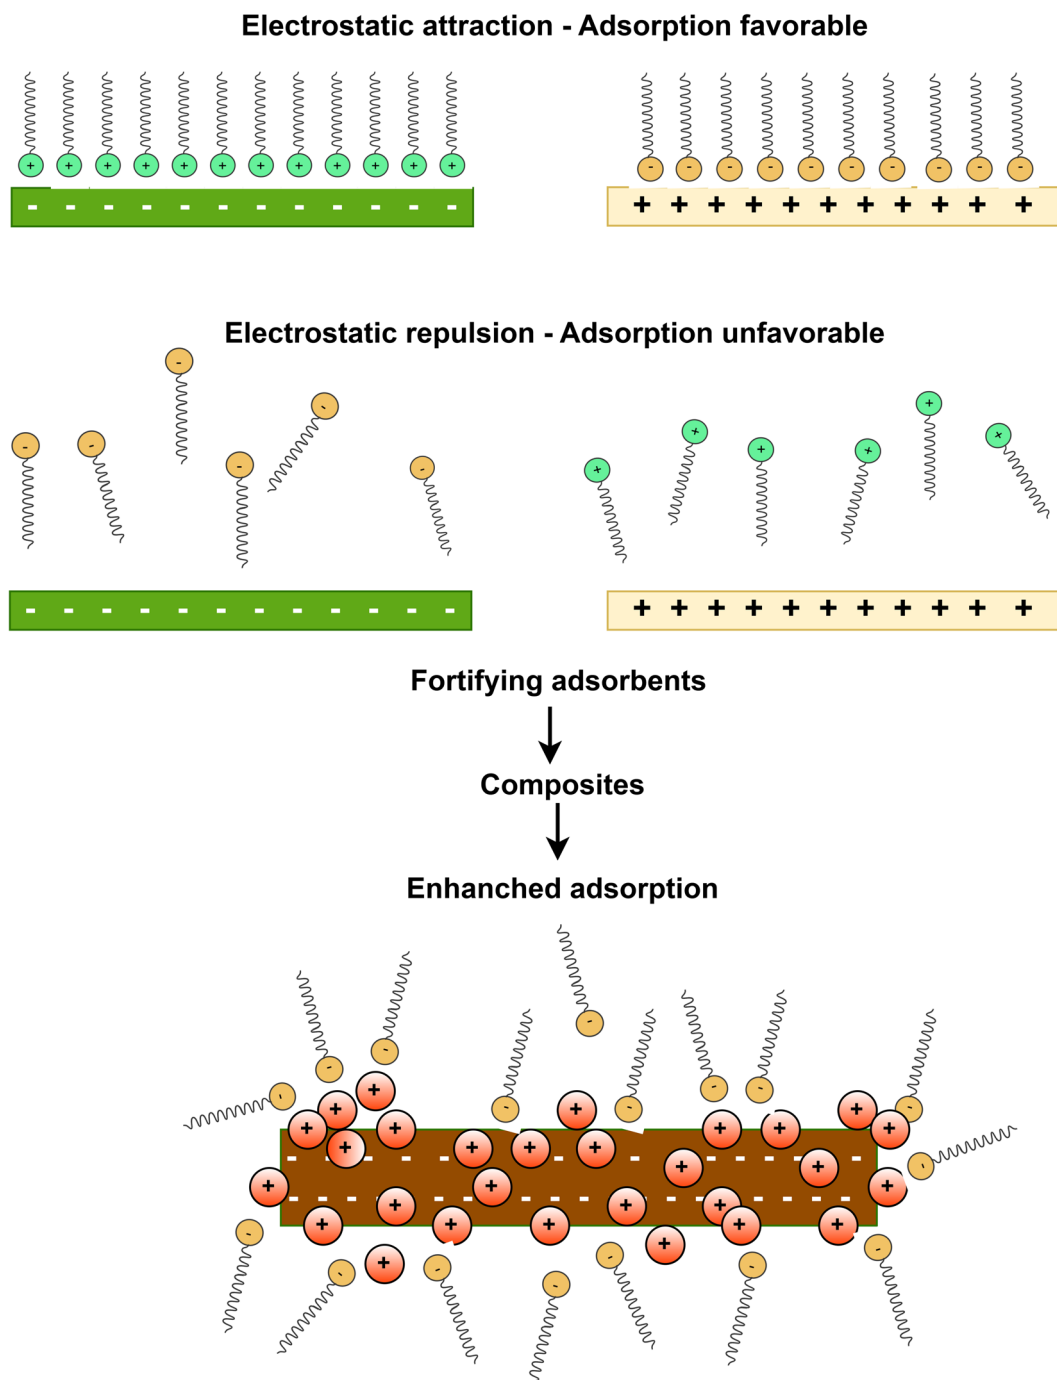 Electrostatic attraction - Adsorption favorable
Electrostatic repulsion - Adsorption unfavorable
Fortifying adsorbents
Composites
Enhanched adsorption